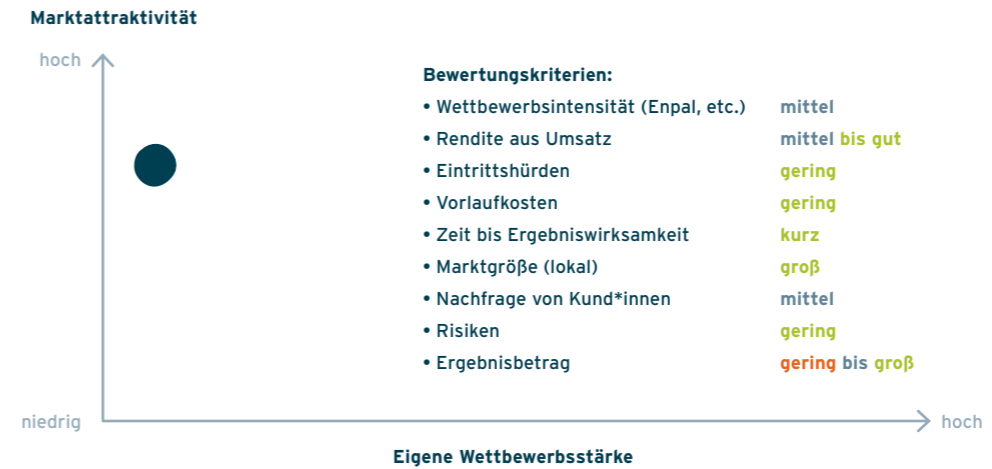 Marktattraktivität
hoch
Bewertungskriterien:
• Wettbewerbsintensität (Enpal, etc.) mittel
• Rendite aus Umsatz mittel bis gut
• Eintrittshürden gering
• Vorlaufkosten gering
• Zeit bis Ergebniswirksamkeit kurz
• Marktgröße (lokal) groß
• Nachfrage von Kund*innen mittel
• Risiken gering
• Ergebnisbetrag gering bis groß
niedrig
hoch
Eigene Wettbewerbsstärke